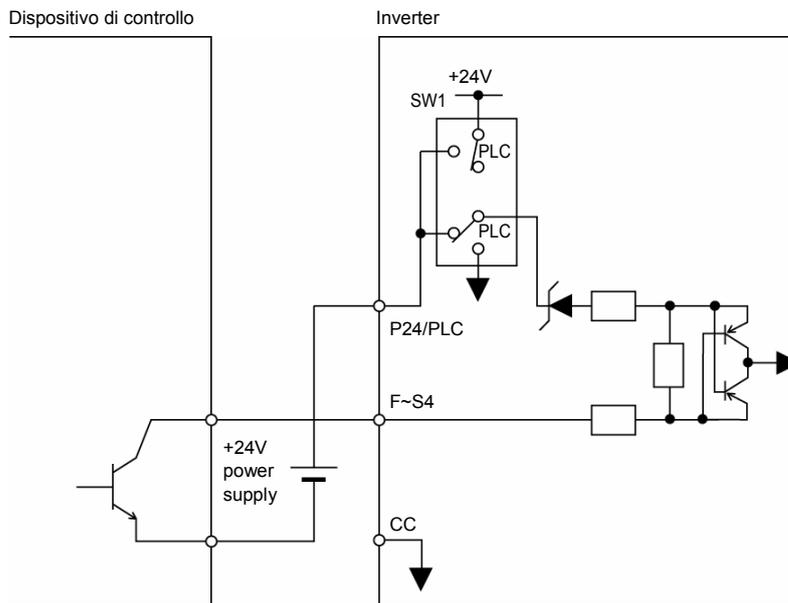 Dispositivo di controllo
Inverter
+24V
SW1
PLC
PLC
P24/PLC
F~S4
+24V
power
supply
CC